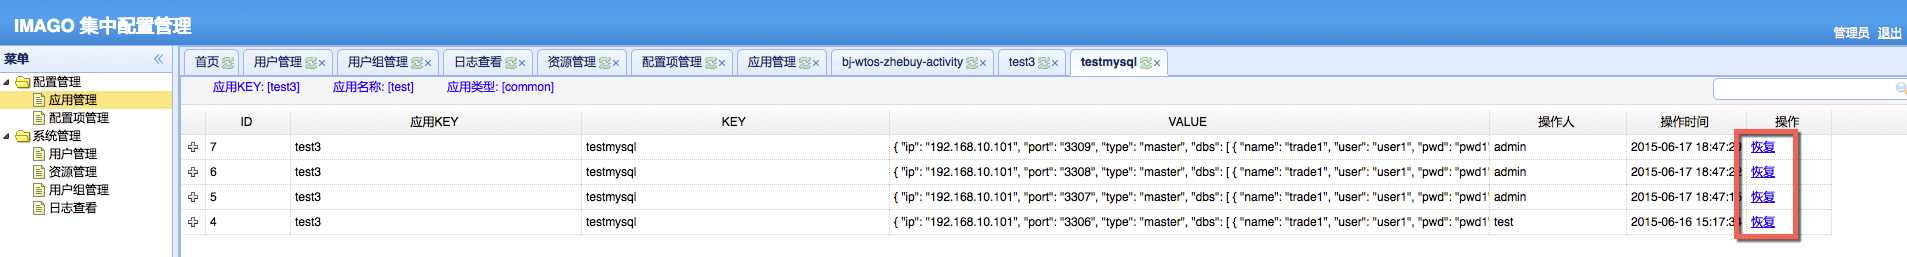 IMAGO 集中配置管理
管理员 退出
菜单
配置管理
应用管理
配置项管理
系统管理
用户管理
资源管理
用户组管理
日志查看
首页 用户管理 用户组管理 日志查看 资源管理 配置项管理 应用管理 bj-wtos-zhebuy-activity test3 testmysql
应用KEY: [test3] 应用名称: [test] 应用类型: [common]
ID 应用KEY KEY VALUE 操作人 操作时间 操作
7 test3 testmysql { "ip": "192.168.10.101", "port": "3309", "type": "master", "dbs": [ { "name": "trade1", "user": "user1", "pwd": "pwd1" admin 2015-06-17 18:47:29 恢复
6 test3 testmysql { "ip": "192.168.10.101", "port": "3308", "type": "master", "dbs": [ { "name": "trade1", "user": "user1", "pwd": "pwd1" admin 2015-06-17 18:47:22 恢复
5 test3 testmysql { "ip": "192.168.10.101", "port": "3307", "type": "master", "dbs": [ { "name": "trade1", "user": "user1", "pwd": "pwd1" admin 2015-06-17 恢复
4 test3 testmysql { "ip": "192.168.10.101", "port": "3306", "type": "master", "dbs": [ { "name": "trade1", "user": "user1", "pwd": "pwd1" test 2015-06-16 恢复